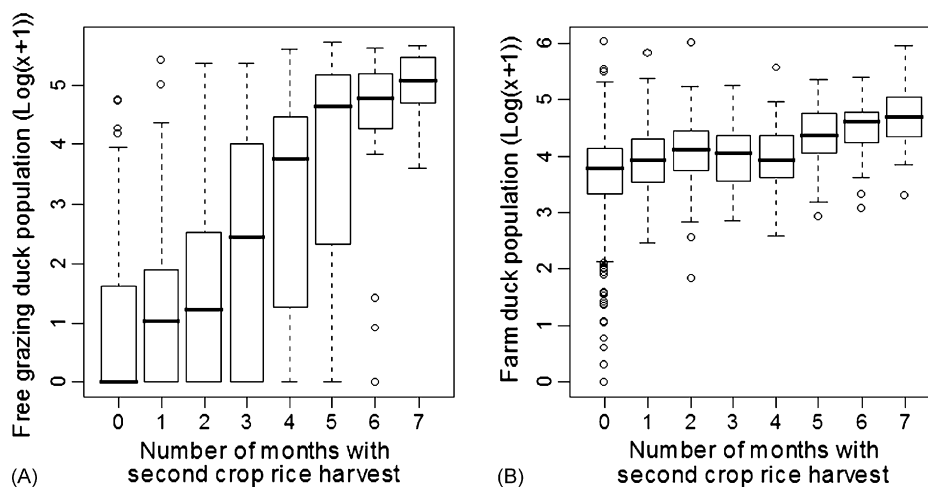 Free grazing duck population (Log(x+1))
0 1 2 3 4 5
0 1 2 3 4 5 6 7
Number of months with
second crop rice harvest
(A)
Farm duck population (Log(x+1))
0 1 2 3 4 5 6
0 1 2 3 4 5 6 7
Number of months with
second crop rice harvest
(B)